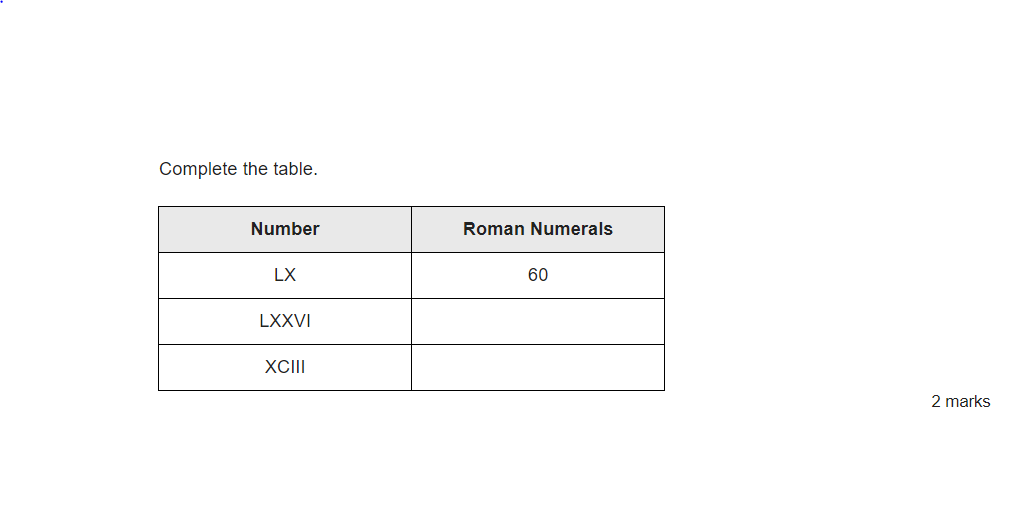 Complete the table.
Number Roman Numerals
LX 60
LXXVI
XCIII
2 marks